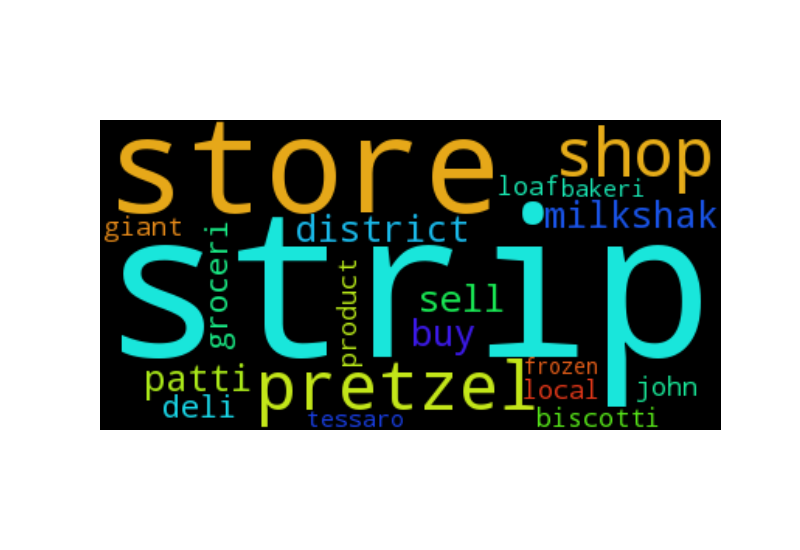 store
shop
loaf
bakeri
milkshak
giant
district
groceri
strip
product
sell
buy
patti
pretzel
frozen
local
john
deli
tessaro
biscotti